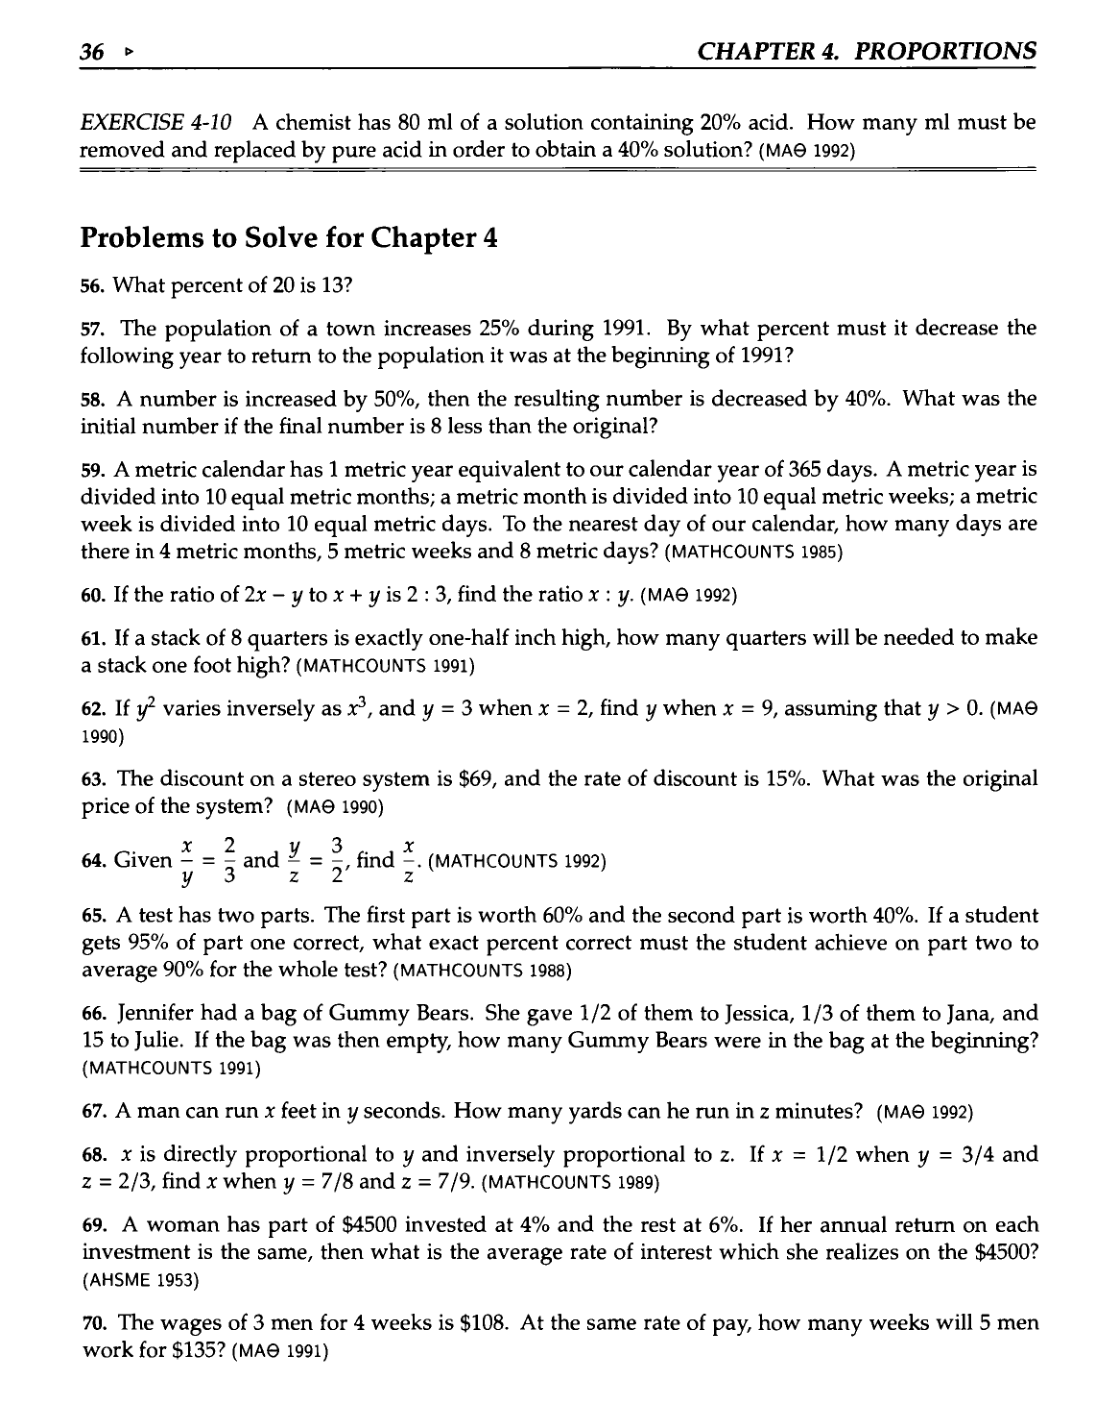 36 ▹ CHAPTER 4. PROPORTIONS
EXERCISE 4-10 A chemist has 80 ml of a solution containing 20% acid. How many ml must be
removed and replaced by pure acid in order to obtain a 40% solution? (MAΘ 1992)
Problems to Solve for Chapter 4
56. What percent of 20 is 13?
57. The population of a town increases 25% during 1991. By what percent must it decrease the
following year to return to the population it was at the beginning of 1991?
58. A number is increased by 50%, then the resulting number is decreased by 40%. What was the
initial number if the final number is 8 less than the original?
59. A metric calendar has 1 metric year equivalent to our calendar year of 365 days. A metric year is
divided into 10 equal metric months; a metric month is divided into 10 equal metric weeks; a metric
week is divided into 10 equal metric days. To the nearest day of our calendar, how many days are
there in 4 metric months, 5 metric weeks and 8 metric days? (MATHCOUNTS 1985)
60. If the ratio of 2x − y to x + y is 2 : 3, find the ratio x : y. (MAΘ 1992)
61. If a stack of 8 quarters is exactly one-half inch high, how many quarters will be needed to make
a stack one foot high? (MATHCOUNTS 1991)
62. If y² varies inversely as x³, and y = 3 when x = 2, find y when x = 9, assuming that y > 0. (MAΘ
1990)
63. The discount on a stereo system is $69, and the rate of discount is 15%. What was the original
price of the system? (MAΘ 1990)
64. Given x/y = 2/3 and y/z = 3/2, find x/z. (MATHCOUNTS 1992)
65. A test has two parts. The first part is worth 60% and the second part is worth 40%. If a student
gets 95% of part one correct, what exact percent correct must the student achieve on part two to
average 90% for the whole test? (MATHCOUNTS 1988)
66. Jennifer had a bag of Gummy Bears. She gave 1/2 of them to Jessica, 1/3 of them to Jana, and
15 to Julie. If the bag was then empty, how many Gummy Bears were in the bag at the beginning?
(MATHCOUNTS 1991)
67. A man can run x feet in y seconds. How many yards can he run in z minutes? (MAΘ 1992)
68. x is directly proportional to y and inversely proportional to z. If x = 1/2 when y = 3/4 and
z = 2/3, find x when y = 7/8 and z = 7/9. (MATHCOUNTS 1989)
69. A woman has part of $4500 invested at 4% and the rest at 6%. If her annual return on each
investment is the same, then what is the average rate of interest which she realizes on the $4500?
(AHSME 1953)
70. The wages of 3 men for 4 weeks is $108. At the same rate of pay, how many weeks will 5 men
work for $135? (MAΘ 1991)